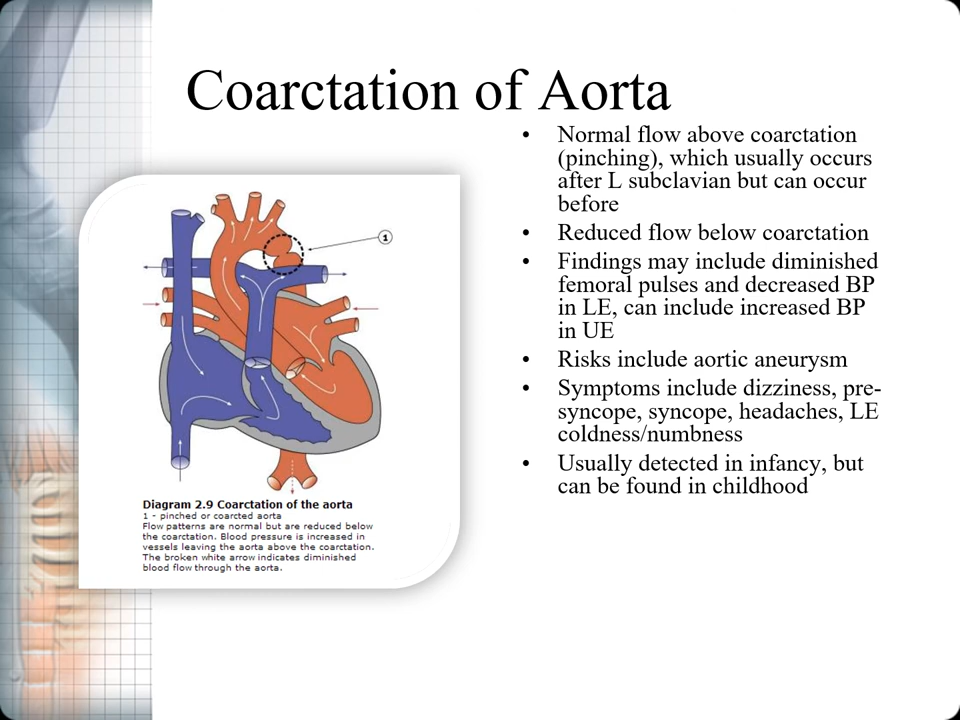 Coarctation of Aorta
• Normal flow above coarctation
(pinching), which usually occurs
after L subclavian but can occur
before
• Reduced flow below coarctation
• Findings may include diminished
femoral pulses and decreased BP
in LE, can include increased BP
in UE
• Risks include aortic aneurysm
• Symptoms include dizziness, pre-
syncope, syncope, headaches, LE
coldness/numbness
• Usually detected in infancy, but
can be found in childhood
1
Diagram 2.9 Coarctation of the aorta
1 - pinched or coarcted aorta
Flow patterns are normal but are reduced below
the coarctation. Blood pressure is increased in
vessels leaving the aorta above the coarctation.
The broken white arrow indicates diminished
blood flow through the aorta.